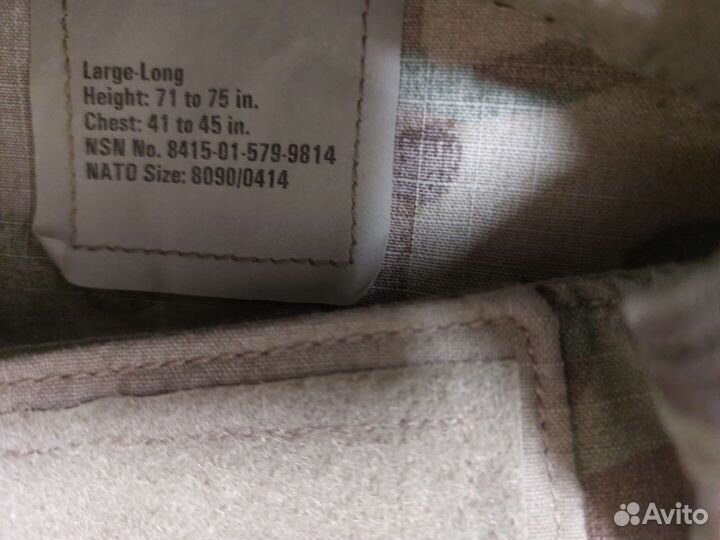 Large-Long
Height: 71 to 75 in.
Chest: 41 to 45 in.
NSN No. 8415-01-579-9814
NATO Size: 8090/0414
Avito